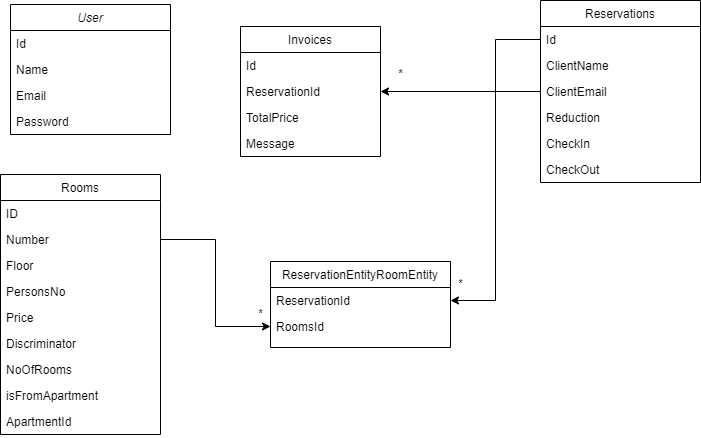 User
Id
Name
Email
Password
Invoices
Id
ReservationId
TotalPrice
Message
*
Reservations
Id
ClientName
ClientEmail
Reduction
CheckIn
CheckOut
Rooms
ID
Number
Floor
PersonsNo
Price
Discriminator
NoOfRooms
isFromApartment
ApartmentId
*
ReservationEntityRoomEntity
ReservationId
RoomsId
*